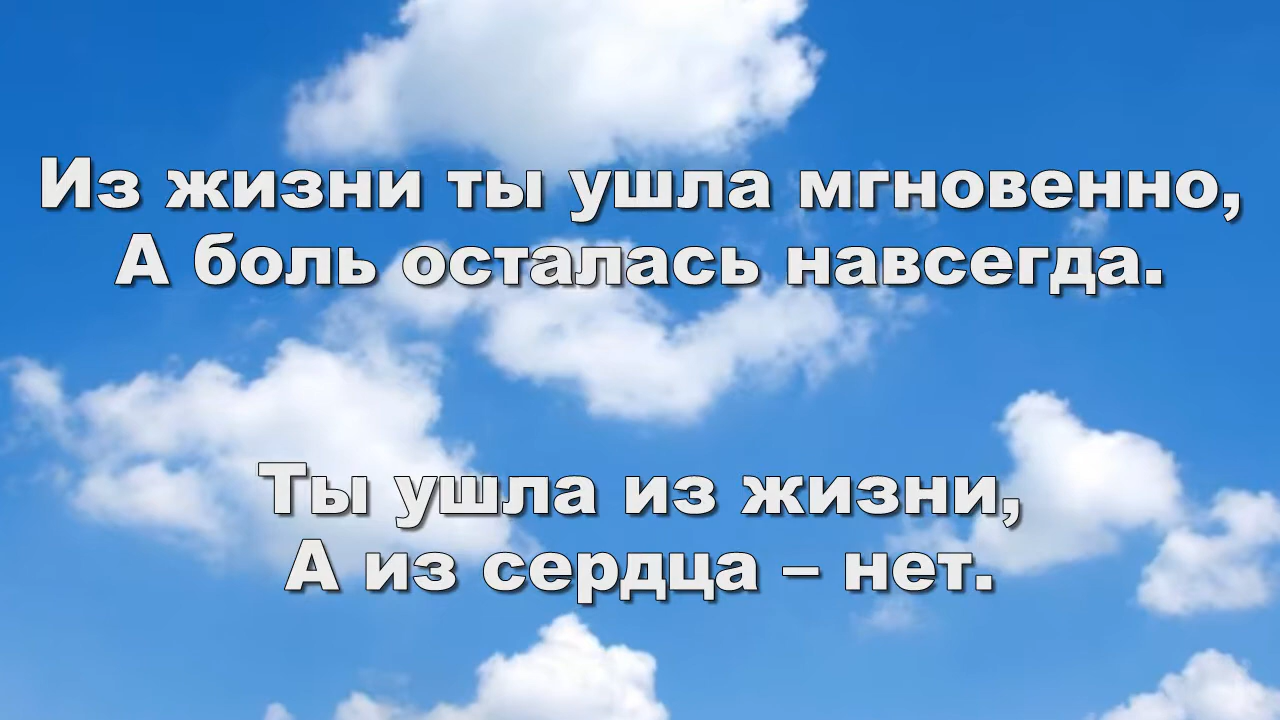 Из жизни ты ушла мгновенно,
А боль осталась навсегда.
Ты ушла из жизни,
А из сердца – нет.